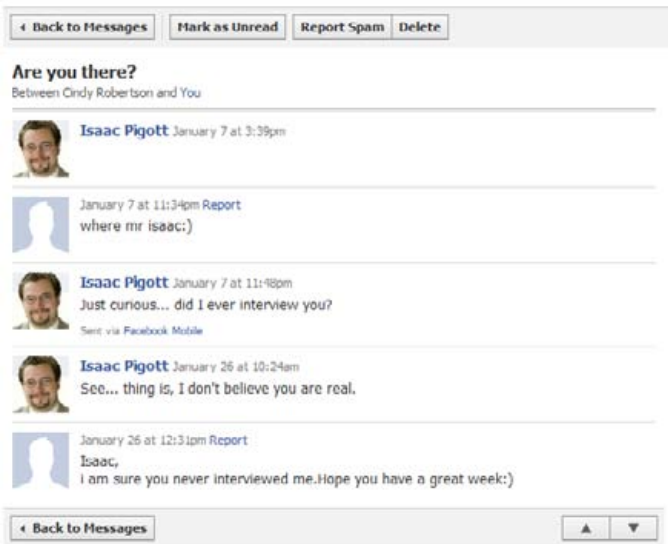 Back to Messages Mark as Unread Report Spam Delete
Are you there?
Between Cindy Robertson and You
Isaac Pigott January 7 at 3:39pm
January 7 at 11:34pm Report
where mr isaac:)
Isaac Pigott January 7 at 11:48pm
Just curious... did I ever interview you?
Sent via Facebook Mobile
Isaac Pigott January 26 at 10:24am
See... thing is, I don't believe you are real.
January 26 at 12:31pm Report
Isaac,
i am sure you never interviewed me.Hope you have a great week:)
Back to Messages